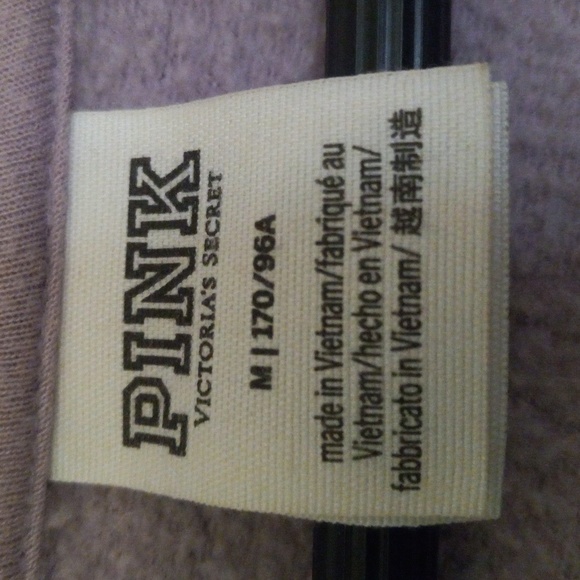 PINK
VICTORIA'S SECRET
M | 170/96A
made in Vietnam/fabriqué au
Vietnam/hecho en Vietnam/
fabbricato in Vietnam/ 越南制造